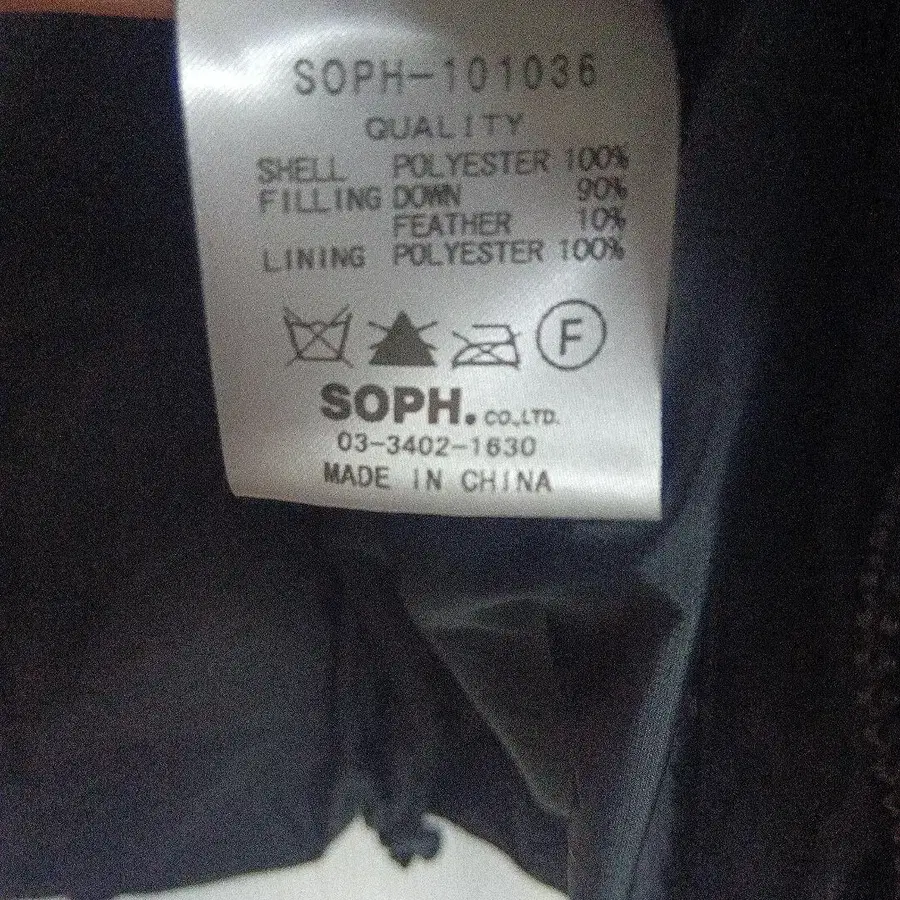 SOPH-101036
QUALITY
SHELL POLYESTER 100%
FILLING DOWN 90%
FEATHER 10%
LINING POLYESTER 100%
F
SOPH. CO.,LTD.
03-3402-1630
MADE IN CHINA